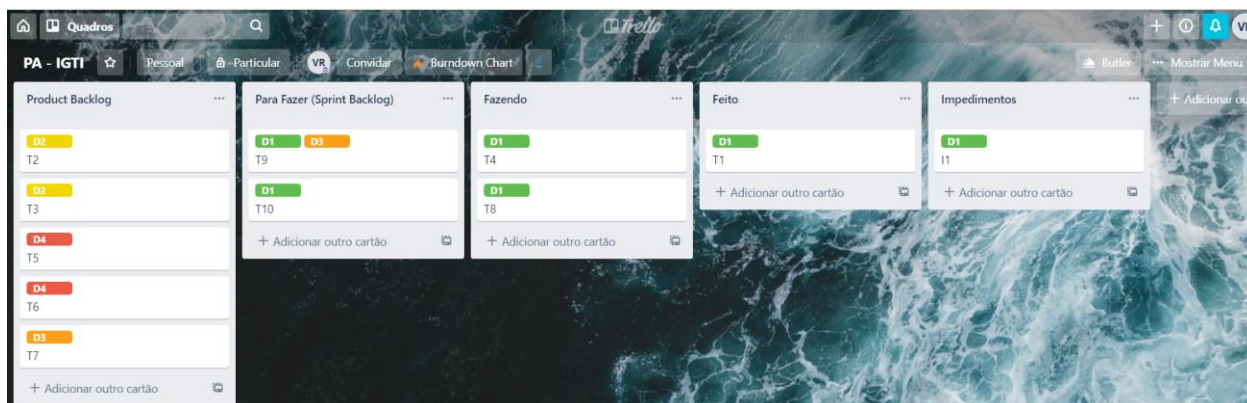 Quadros
Trello
VR
PA - IGTI Pessoal Particular VR Convidar Burndown Chart Butler ... Mostrar Menu
Product Backlog ...
D2
T2
D2
T3
D4
T5
D4
T6
D3
T7
+ Adicionar outro cartão
Para Fazer (Sprint Backlog) ...
D1 D3
T9
D1
T10
+ Adicionar outro cartão
Fazendo ...
D1
T4
D1
T8
+ Adicionar outro cartão
Feito ...
D1
T1
+ Adicionar outro cartão
Impedimentos ...
D1
I1
+ Adicionar outro cartão
+ Adicionar ou